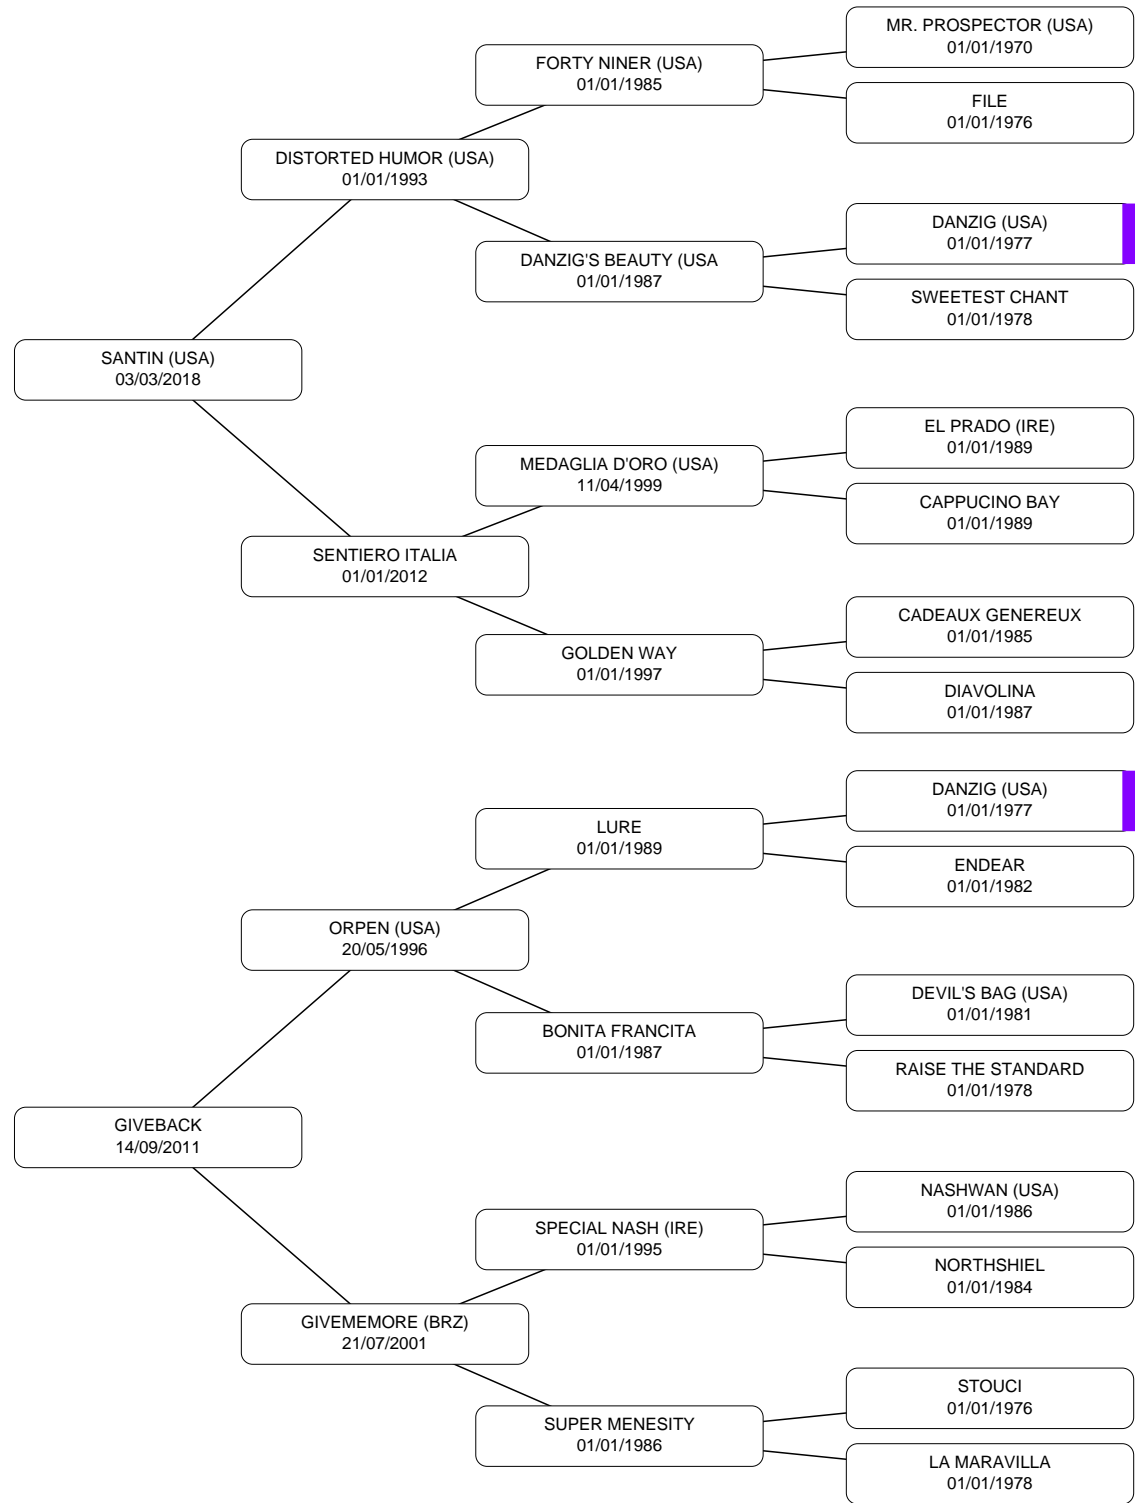 MR. PROSPECTOR (USA)
01/01/1970
FORTY NINER (USA)
01/01/1985
FILE
01/01/1976
DISTORTED HUMOR (USA)
01/01/1993
DANZIG (USA)
01/01/1977
DANZIG'S BEAUTY (USA
01/01/1987
SWEETEST CHANT
01/01/1978
SANTIN (USA)
03/03/2018
EL PRADO (IRE)
01/01/1989
MEDAGLIA D'ORO (USA)
11/04/1999
CAPPUCINO BAY
01/01/1989
SENTIERO ITALIA
01/01/2012
CADEAUX GENEREUX
01/01/1985
GOLDEN WAY
01/01/1997
DIAVOLINA
01/01/1987
DANZIG (USA)
01/01/1977
LURE
01/01/1989
ENDEAR
01/01/1982
ORPEN (USA)
20/05/1996
DEVIL'S BAG (USA)
01/01/1981
BONITA FRANCITA
01/01/1987
RAISE THE STANDARD
01/01/1978
GIVEBACK
14/09/2011
NASHWAN (USA)
01/01/1986
SPECIAL NASH (IRE)
01/01/1995
NORTHSHIEL
01/01/1984
GIVEMEMORE (BRZ)
21/07/2001
STOUCI
01/01/1976
SUPER MENESITY
01/01/1986
LA MARAVILLA
01/01/1978